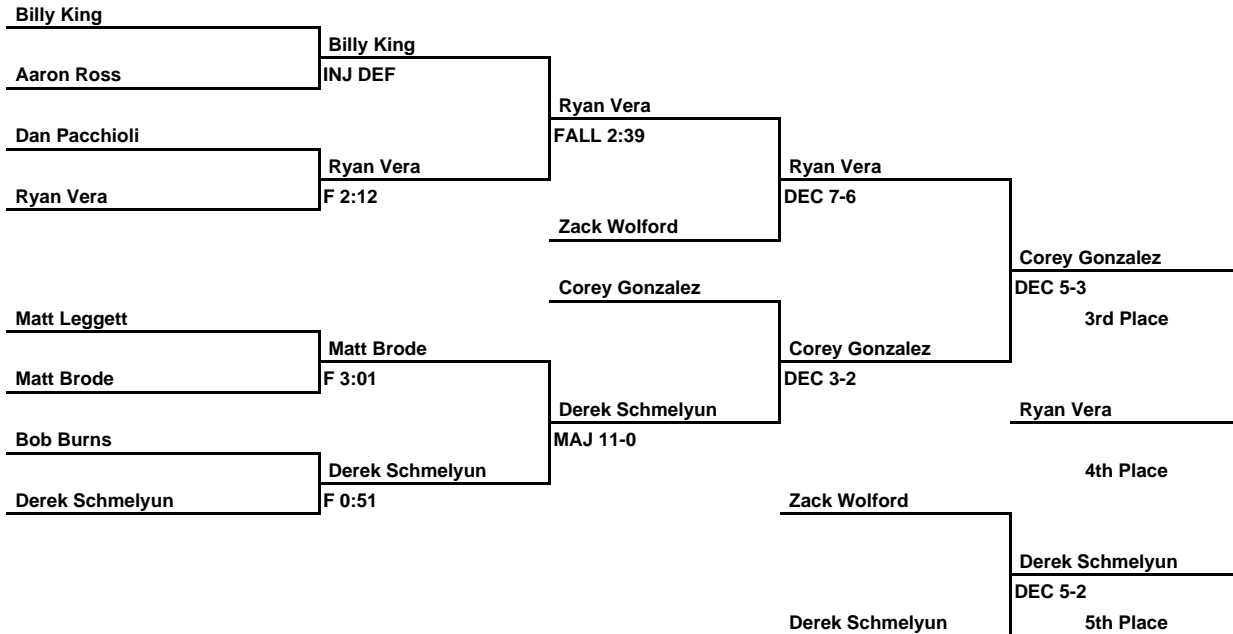 Billy King
Billy King
Aaron Ross
INJ DEF
Ryan Vera
Dan Pacchioli
FALL 2:39
Ryan Vera
Ryan Vera
Ryan Vera
F 2:12
DEC 7-6
Zack Wolford
Corey Gonzalez
Corey Gonzalez
DEC 5-3
Matt Leggett
3rd Place
Matt Brode
Corey Gonzalez
Matt Brode
F 3:01
DEC 3-2
Derek Schmelyun
Ryan Vera
Bob Burns
MAJ 11-0
Derek Schmelyun
4th Place
Derek Schmelyun
F 0:51
Zack Wolford
Derek Schmelyun
DEC 5-2
Derek Schmelyun
5th Place